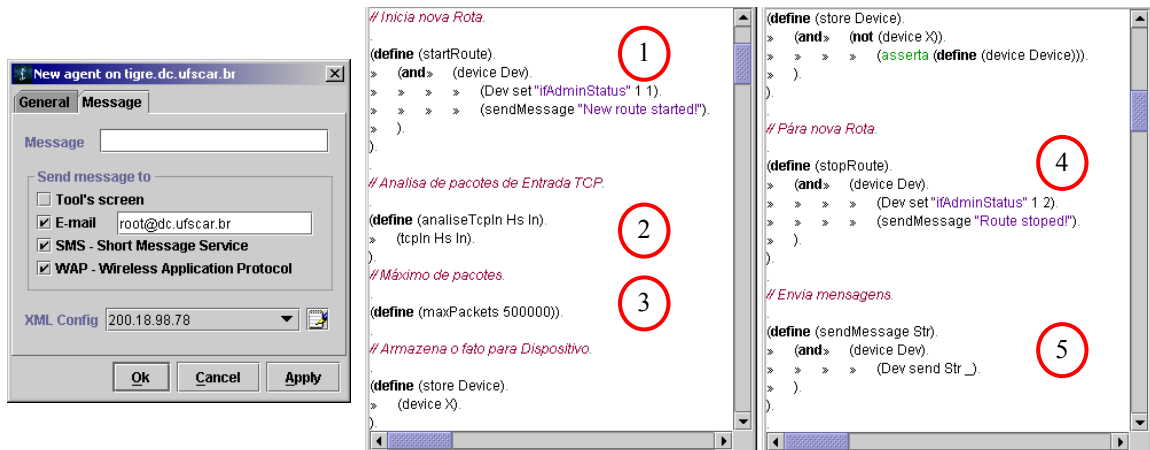 New agent on tigre.dc.ufscar.br
General Message
Message
Send message to
Tool's screen
E-mail root@dc.ufscar.br
SMS - Short Message Service
WAP - Wireless Application Protocol
XML Config 200.18.98.78
Ok Cancel Apply
// Inicia nova Rota.
.
(define (startRoute).
» (and» (device Dev).
» » » » (Dev set "ifAdminStatus" 1 1).
» » » » (sendMessage "New route started!").
» ).
).
.
// Analisa de pacotes de Entrada TCP.
.
(define (analiseTcpIn Hs In).
» (tcpIn Hs In).
).
// Máximo de pacotes.
.
(define (maxPackets 500000)).
.
// Armazena o fato para Dispositivo.
.
(define (store Device).
» (device X).
).
1
2
3
(define (store Device).
» (and» (not (device X)).
» » » » (asserta (define (device Device))).
» ).
).
.
// Pára nova Rota.
.
(define (stopRoute).
» (and» (device Dev).
» » » » (Dev set "ifAdminStatus" 1 2).
» » » » (sendMessage "Route stoped!").
» ).
).
.
// Envia mensagens.
.
(define (sendMessage Str).
» (and» (device Dev).
» » » » (Dev send Str _).
» ).
).
4
5